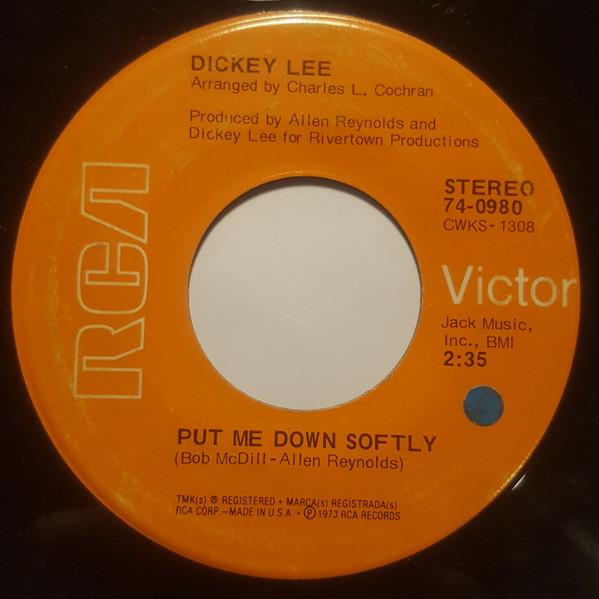 DICKEY LEE
Arranged by Charles L. Cochran
Produced by Allen Reynolds and
Dickey Lee for Rivertown Productions
RCA
STEREO
74-0980
CWKS-1308
Victor
Jack Music,
Inc., BMI
2:35
PUT ME DOWN SOFTLY
(Bob McDill-Allen Reynolds)
TMK(s) ® REGISTERED • MARCA(s) REGISTRADA(s)
RCA CORP.—MADE IN U.S.A. • ℗ 1973 RCA RECORDS